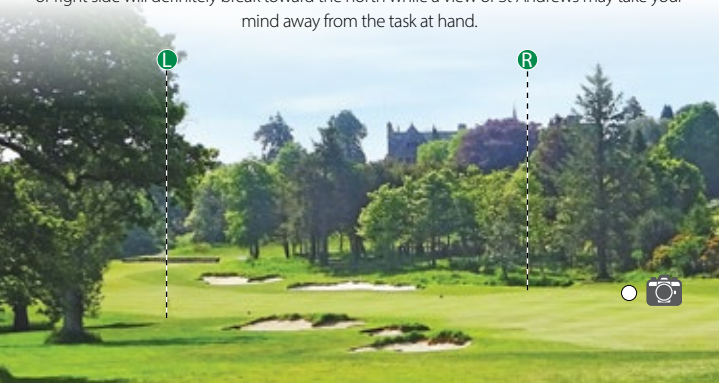 or right side will definitely break toward the north while a view of St Andrews may take your
mind away from the task at hand.
L
R